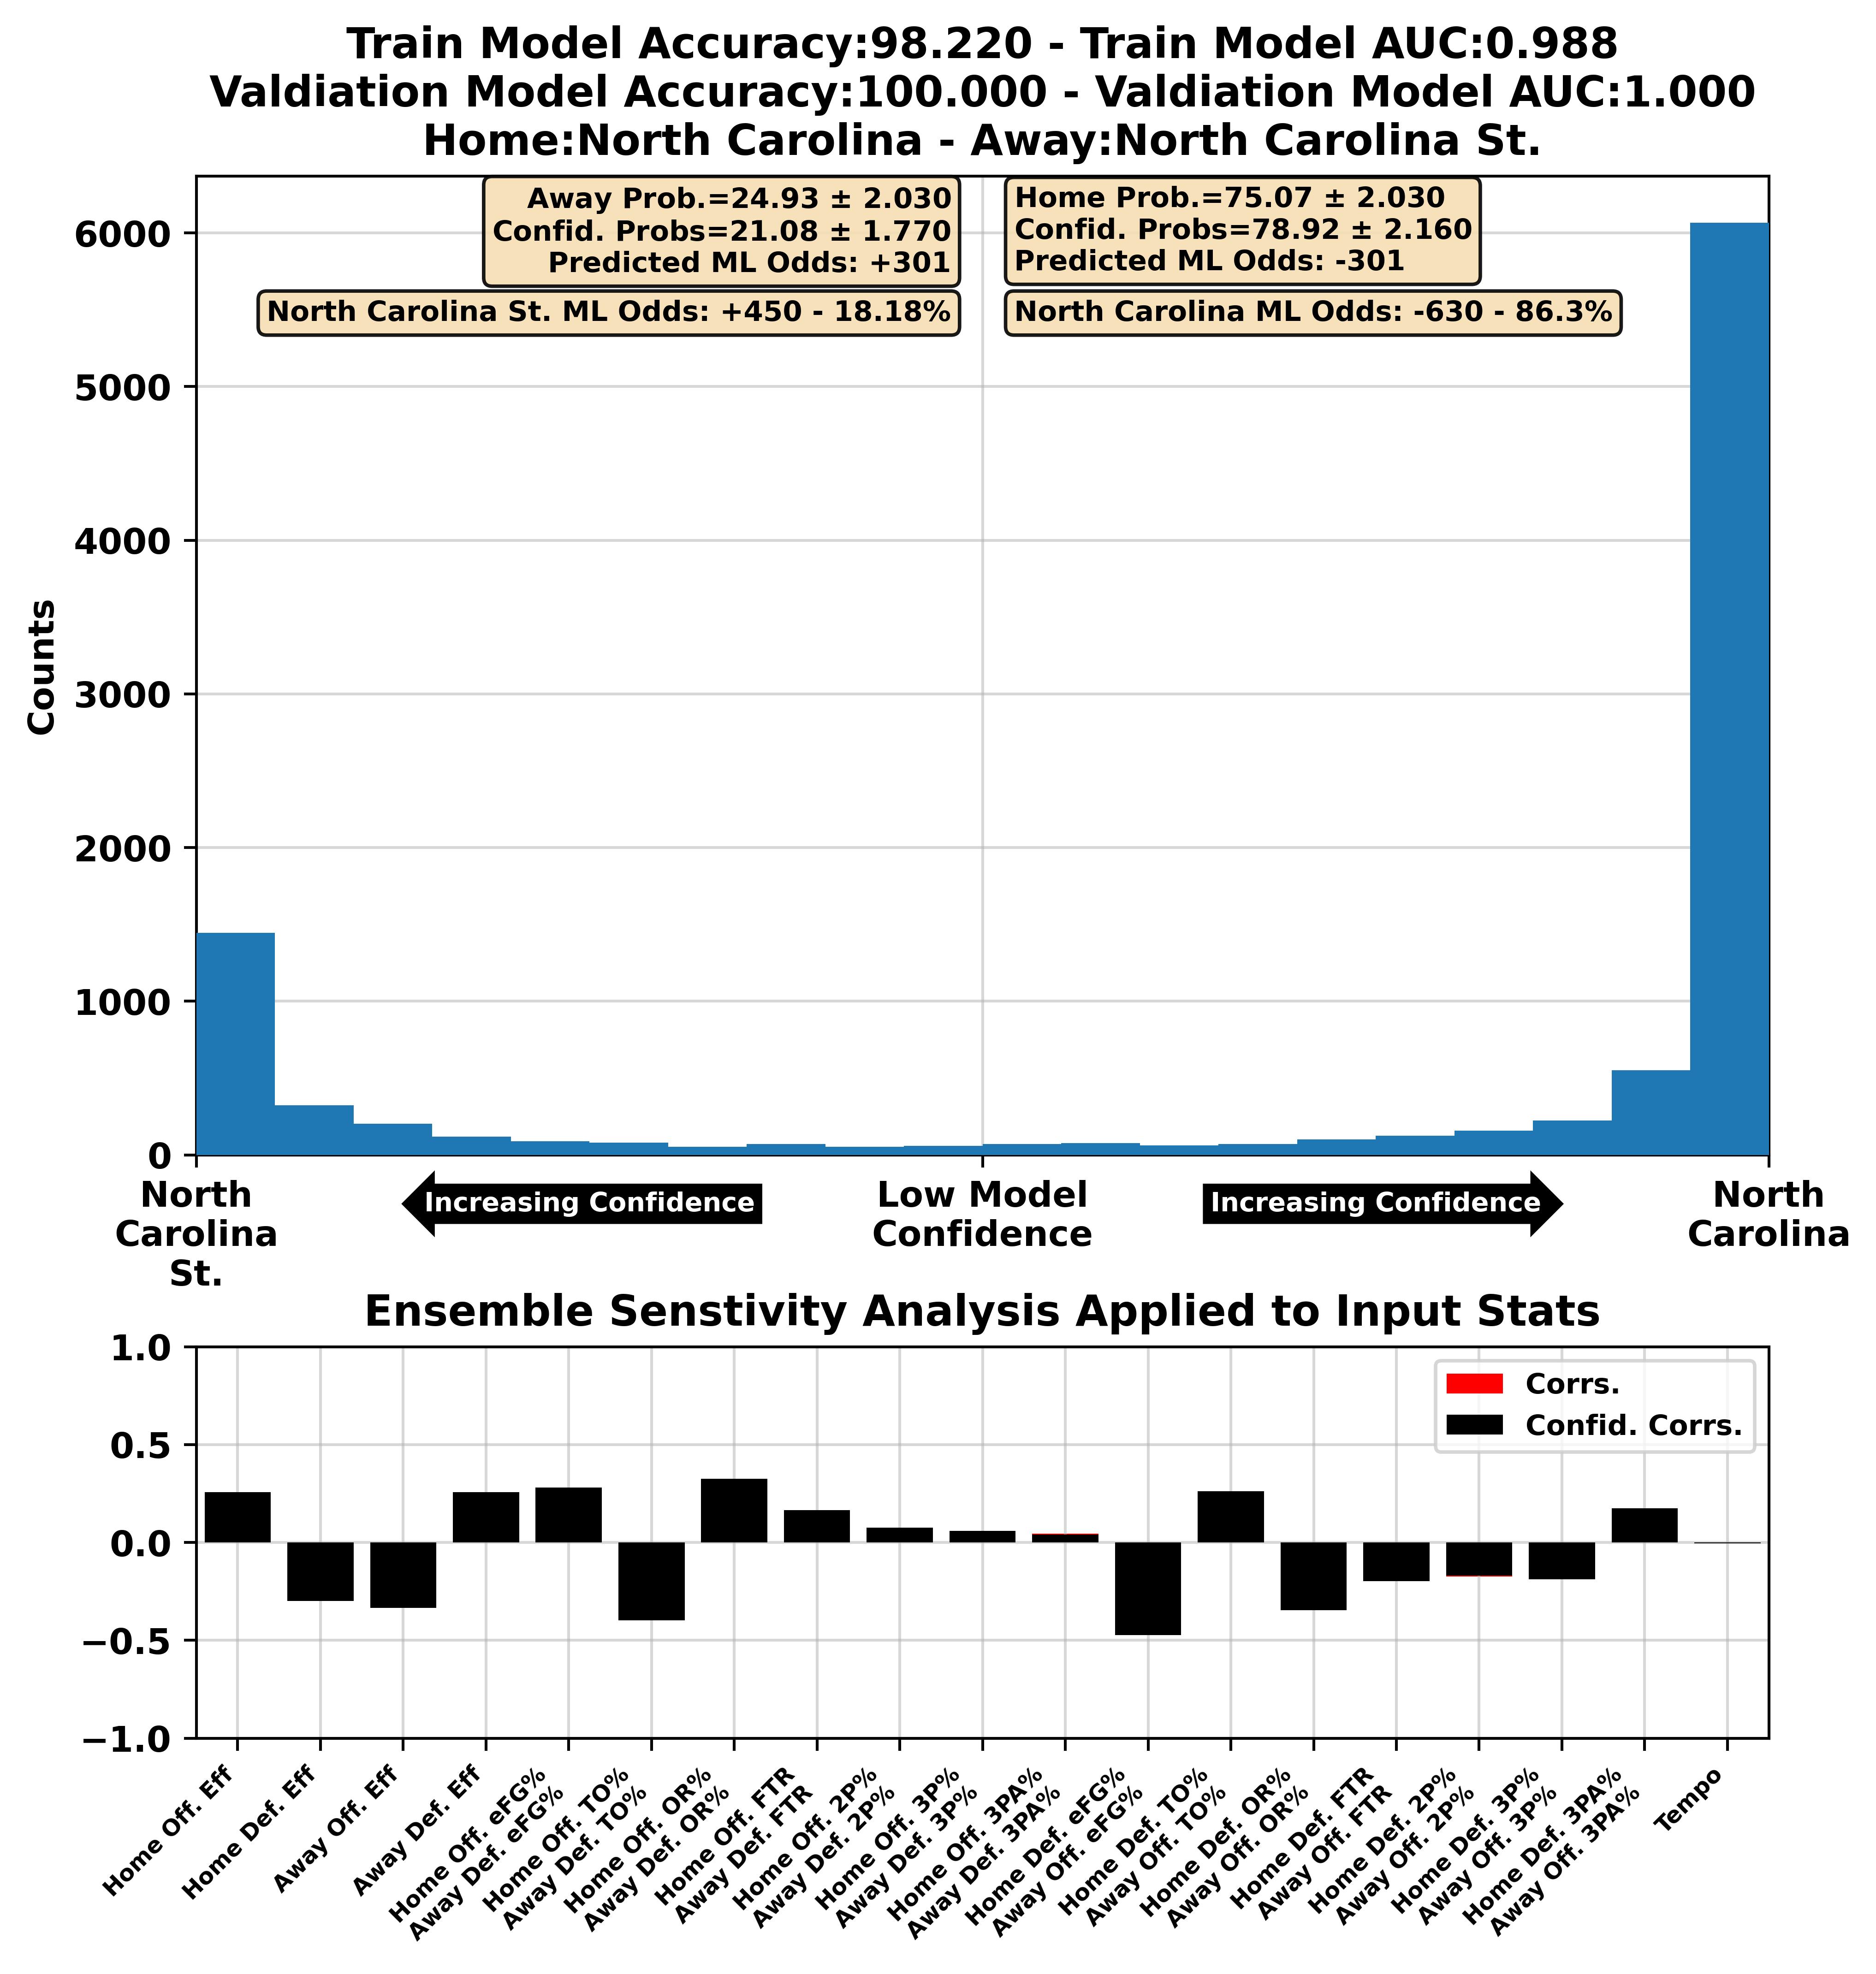 Train Model Accuracy:98.220 - Train Model AUC:0.988
Valdiation Model Accuracy:100.000 - Valdiation Model AUC:1.000
Home:North Carolina - Away:North Carolina St.
Away Prob.=24.93 ± 2.030
Confid. Probs=21.08 ± 1.770
Predicted ML Odds: +301
North Carolina St. ML Odds: +450 - 18.18%
Home Prob.=75.07 ± 2.030
Confid. Probs=78.92 ± 2.160
Predicted ML Odds: -301
North Carolina ML Odds: -630 - 86.3%
Counts
6000
5000
4000
3000
2000
1000
0
North
Carolina
St.
Increasing Confidence
Low Model
Confidence
Increasing Confidence
North
Carolina
Ensemble Senstivity Analysis Applied to Input Stats
1.0
0.5
0.0
−0.5
−1.0
Corrs.
Confid. Corrs.
Home Off. Eff
Home Def. Eff
Away Off. Eff
Away Def. Eff
Home Off. eFG%
Away Def. eFG%
Home Off. TO%
Away Def. TO%
Home Off. OR%
Away Def. OR%
Home Off. FTR
Away Def. FTR
Home Off. 2P%
Away Def. 2P%
Home Off. 3P%
Away Def. 3P%
Home Off. 3PA%
Away Def. 3PA%
Home Def. eFG%
Away Off. eFG%
Home Def. TO%
Away Off. TO%
Home Def. OR%
Away Off. OR%
Home Def. FTR
Away Off. FTR
Home Def. 2P%
Away Off. 2P%
Home Def. 3P%
Away Off. 3P%
Home Def. 3PA%
Away Off. 3PA%
Tempo